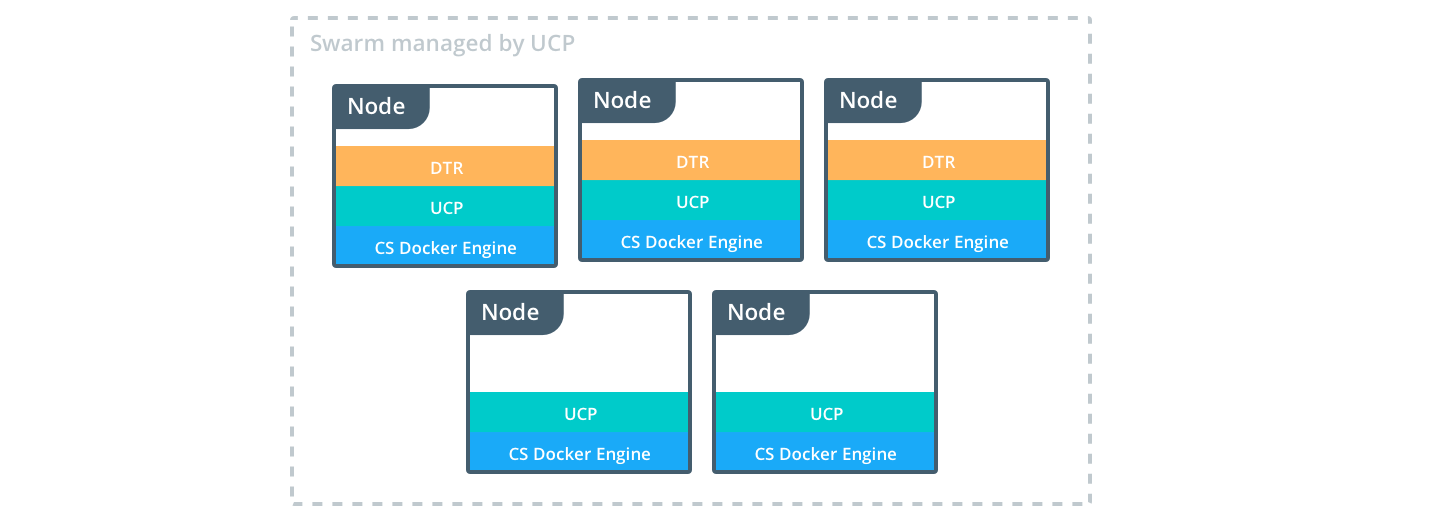 Swarm managed by UCP
Node
DTR
UCP
CS Docker Engine
Node
DTR
UCP
CS Docker Engine
Node
DTR
UCP
CS Docker Engine
Node
UCP
CS Docker Engine
Node
UCP
CS Docker Engine